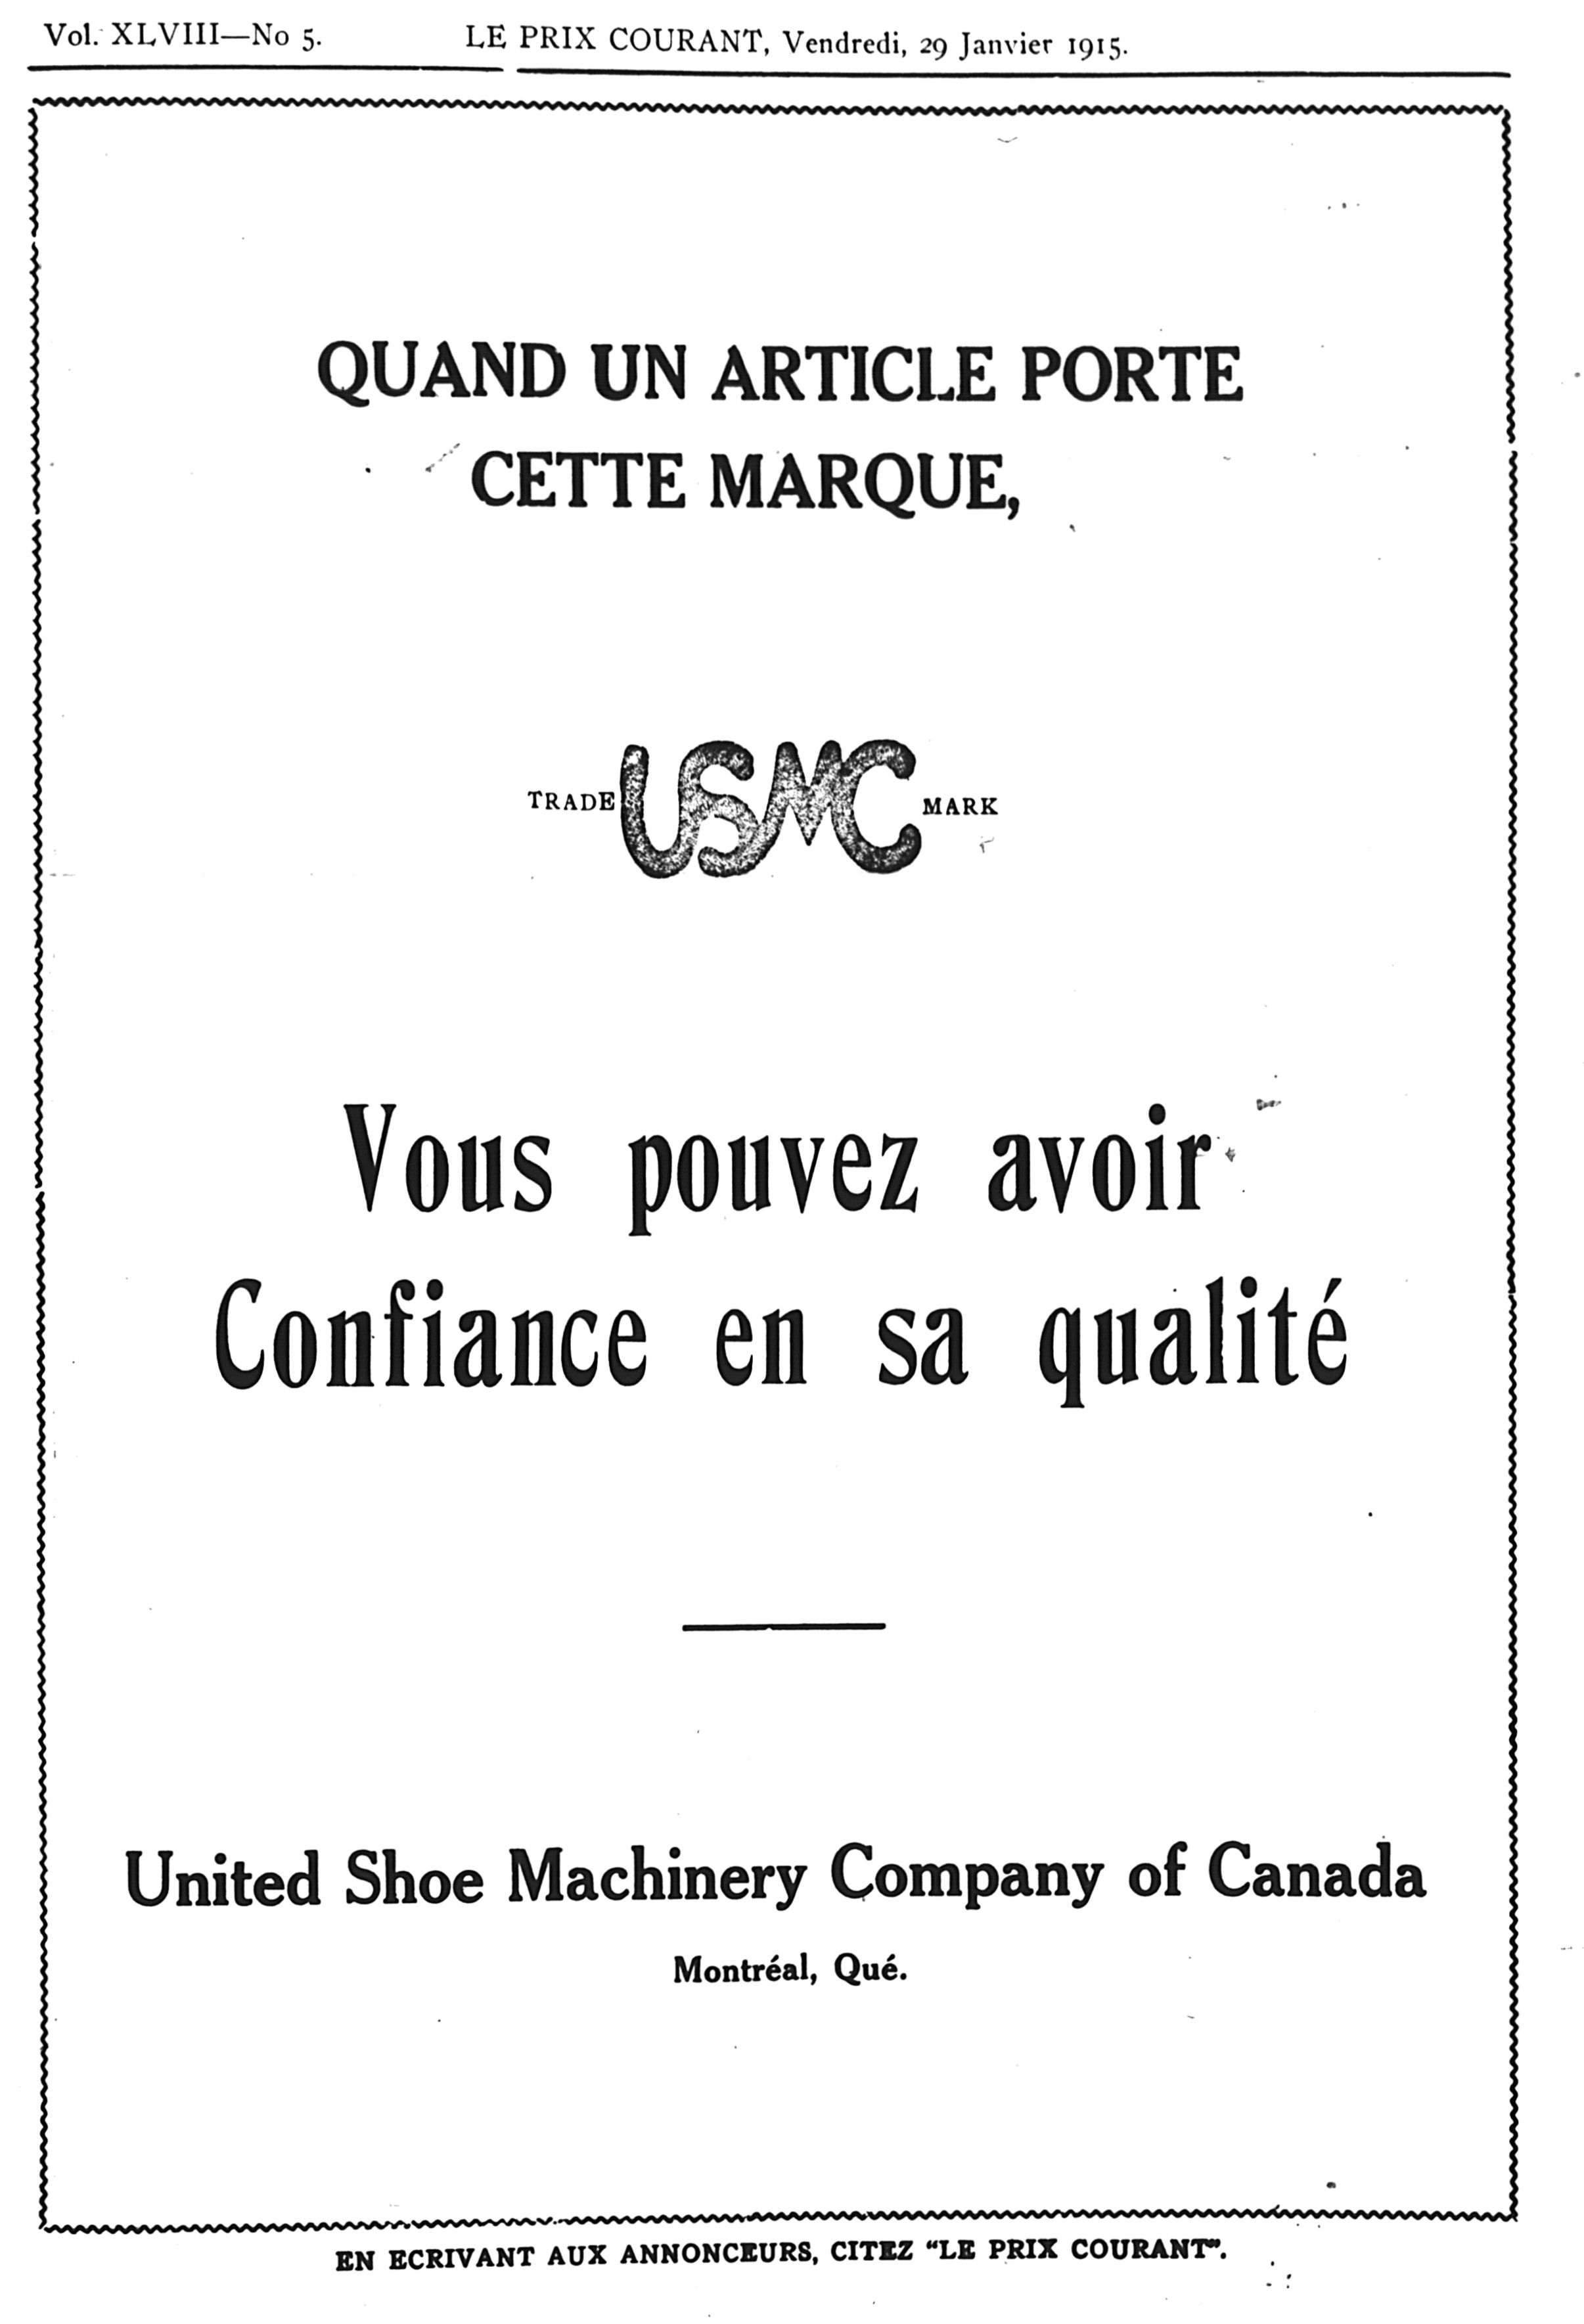 Vol. XLVIII—No 5.
LE PRIX COURANT, Vendredi, 29 Janvier 1915.
QUAND UN ARTICLE PORTE
CETTE MARQUE,
TRADE USMC MARK
Vous pouvez avoir
Confiance en sa qualité
United Shoe Machinery Company of Canada
Montréal, Qué.
EN ECRIVANT AUX ANNONCEURS, CITEZ “LE PRIX COURANT”.